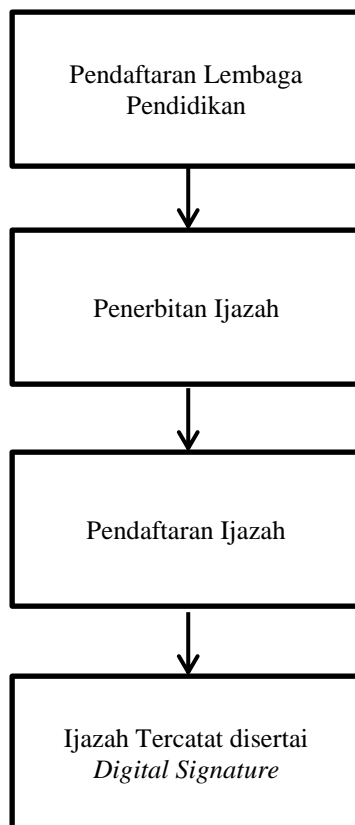 Pendaftaran Lembaga
Pendidikan
Penerbitan Ijazah
Pendaftaran Ijazah
Ijazah Tercatat disertai
Digital Signature